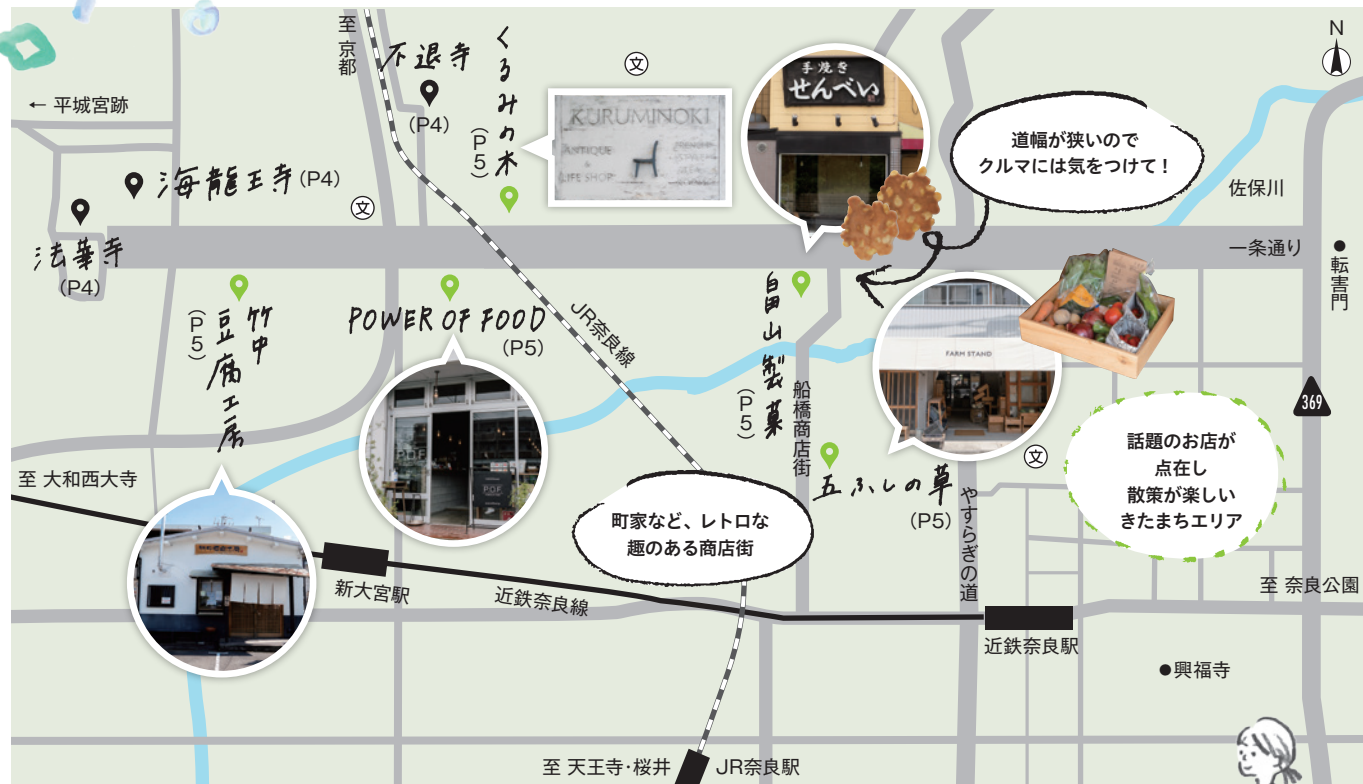 至 京都
不退寺
(P4)
くるみの木
(P5)
文
N
← 平城宮跡
KURUMINOKI
ANTIQUE
&
LIFE SHOP
手焼き
せんべい
道幅が狭いので
クルマには気をつけて！
佐保川
海龍王寺(P4)
文
法華寺
(P4)
一条通り
転害門
竹中
豆腐工房
(P5)
POWER OF FOOD
(P5)
JR奈良線
畠山製菓
(P5)
船橋商店街
FARM STAND
369
POF
POF
話題のお店が
点在し
散策が楽しい
きたまちエリア
文
至 大和西大寺
五ふしの草
(P5)
やすらぎの道
町家など、レトロな
趣のある商店街
新大宮駅
近鉄奈良線
至 奈良公園
近鉄奈良駅
興福寺
至 天王寺・桜井
JR奈良駅